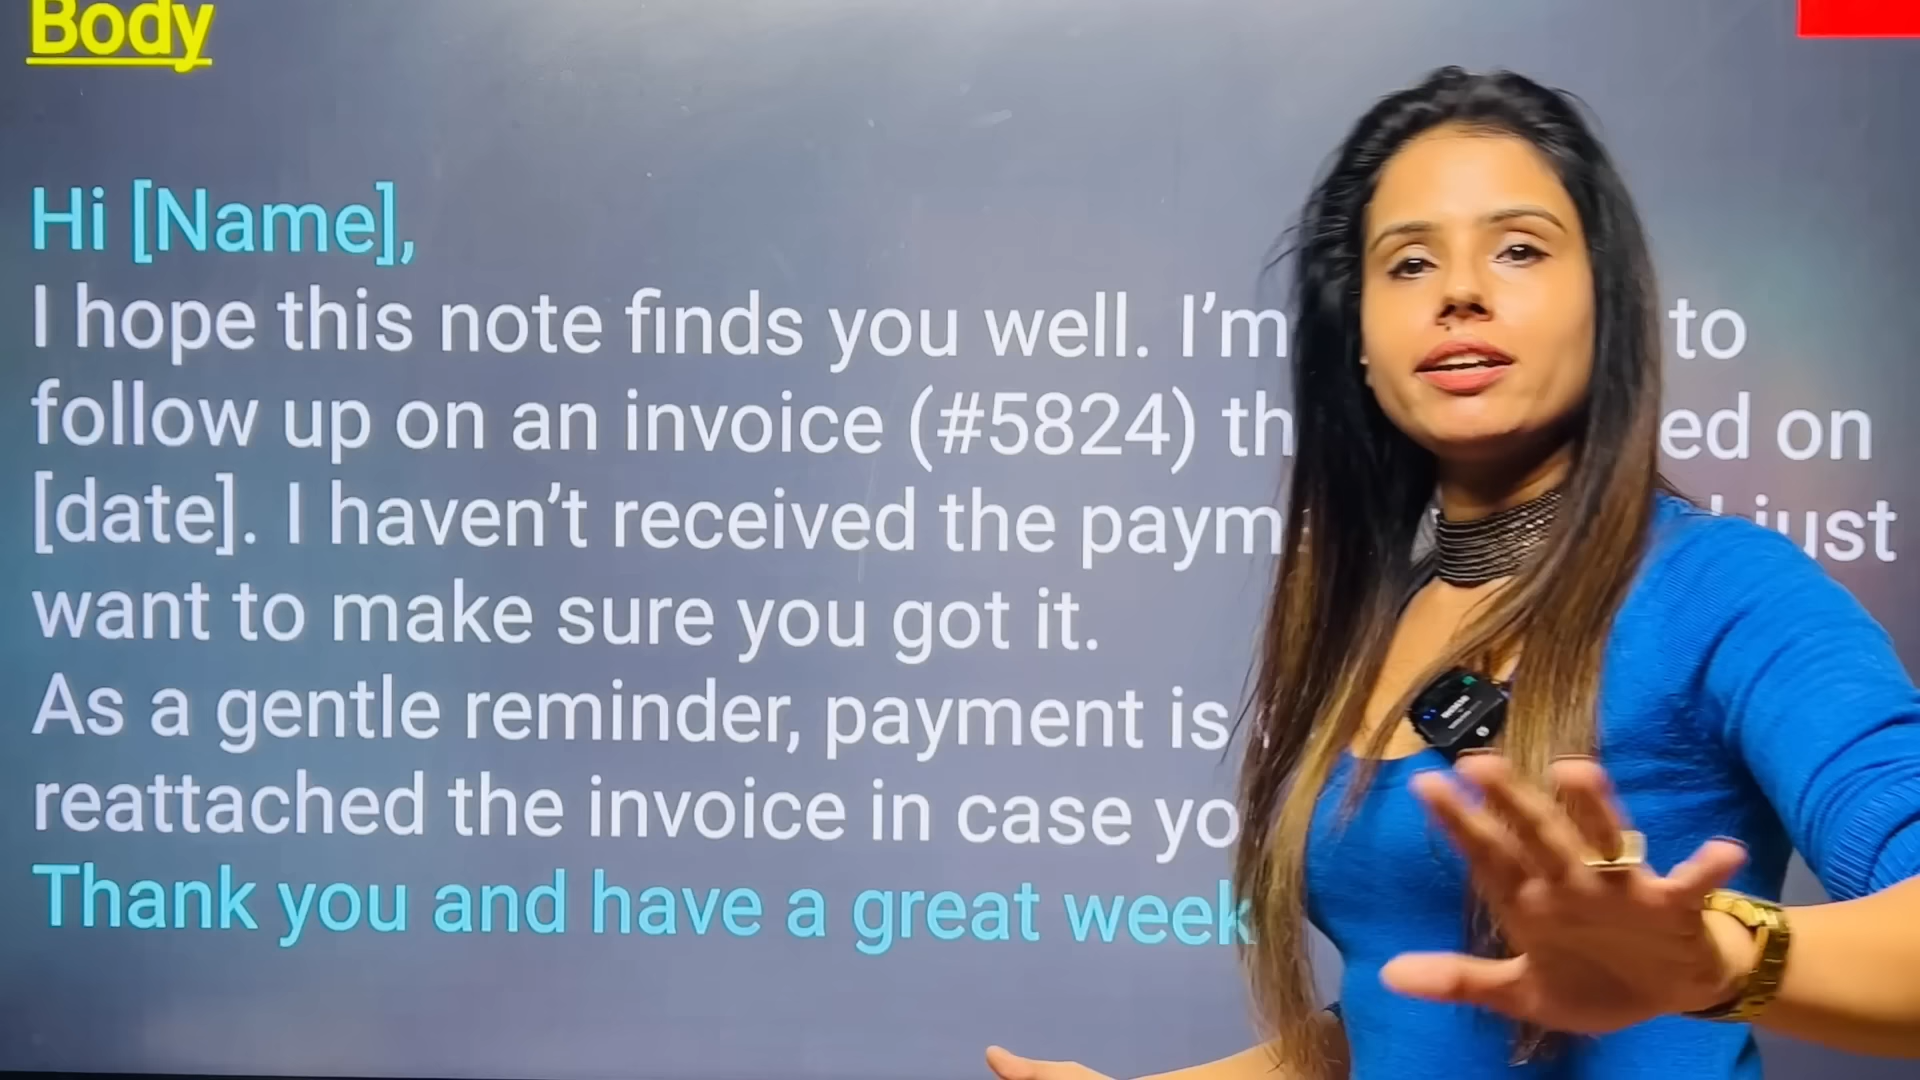 Body
Hi [Name],
I hope this note finds you well. I’m to
follow up on an invoice (#5824) ed on
[date]. I haven’t received the just
want to make sure you got it.
As a gentle reminder, payment is
reattached the invoice in case
Thank you and have a great week